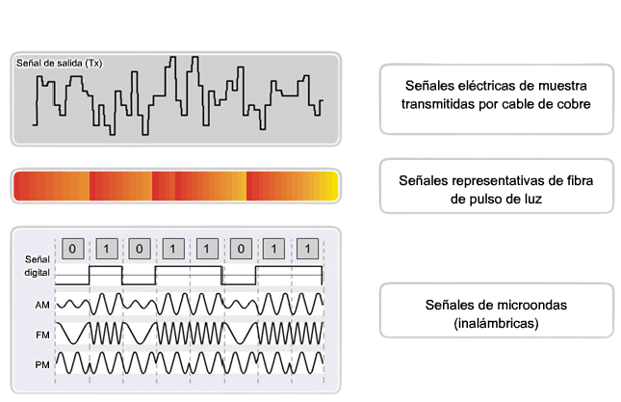 Señal de salida (Tx)
Señales eléctricas de muestra
transmitidas por cable de cobre
Señales representativas de fibra
de pulso de luz
0 1 0 1 1 0 1 1
Señal
digital
AM
FM
PM
Señales de microondas
(inalámbricas)